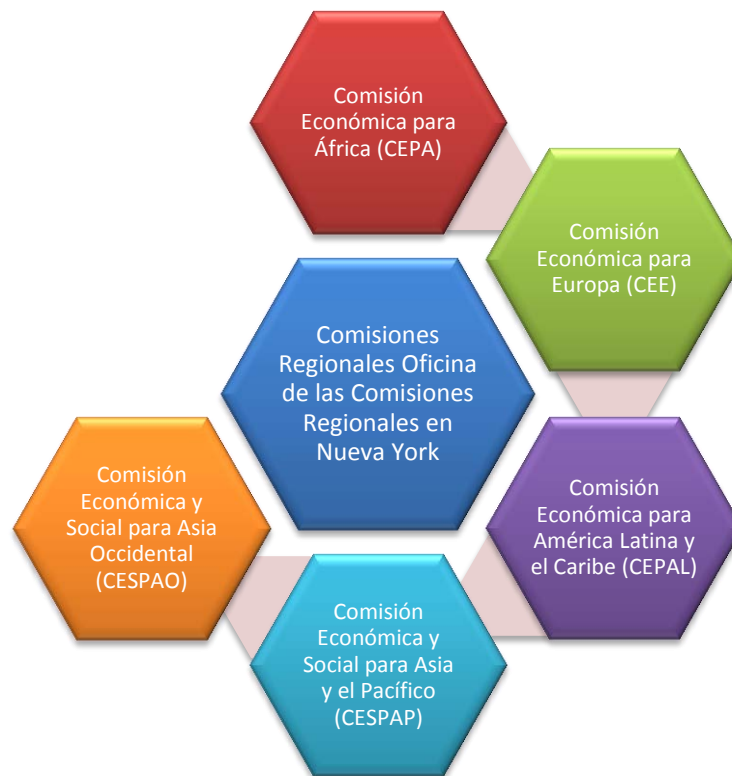 Comisión
Económica para
África (CEPA)
Comisión
Económica para
Europa (CEE)
Comisiones
Regionales Oficina
de las Comisiones
Regionales en
Nueva York
Comisión
Económica para
América Latina y
el Caribe (CEPAL)
Comisión
Económica y
Social para Asia
Occidental
(CESPAO)
Comisión
Económica y
Social para Asia
y el Pacífico
(CESPAP)